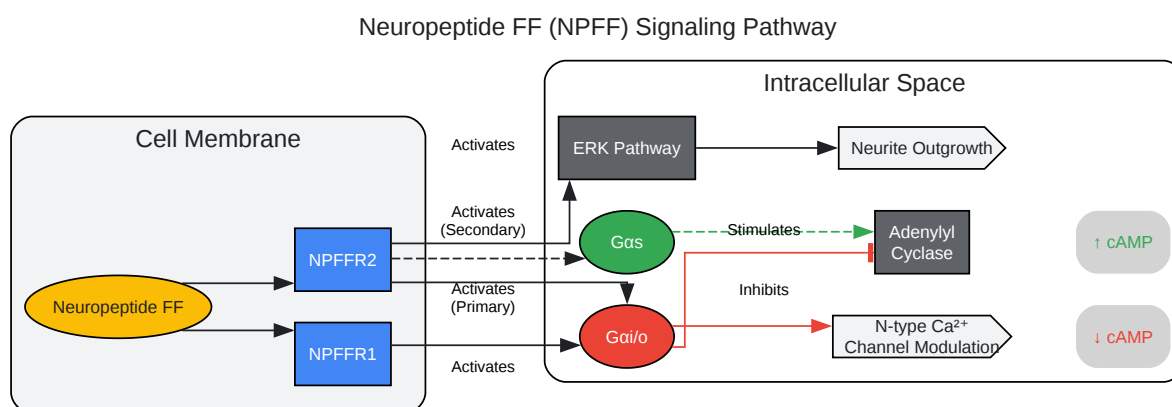 Neuropeptide FF (NPFF) Signaling Pathway
Intracellular Space
Cell Membrane
Activates
ERK Pathway
Neurite Outgrowth
Activates
(Secondary)
Gαs
Stimulates
Adenylyl
Cyclase
↑ cAMP
NPFFR2
Neuropeptide FF
Activates
(Primary)
Inhibits
NPFFR1
Gαi/o
N-type Ca²⁺
Channel Modulation
↓ cAMP
Activates